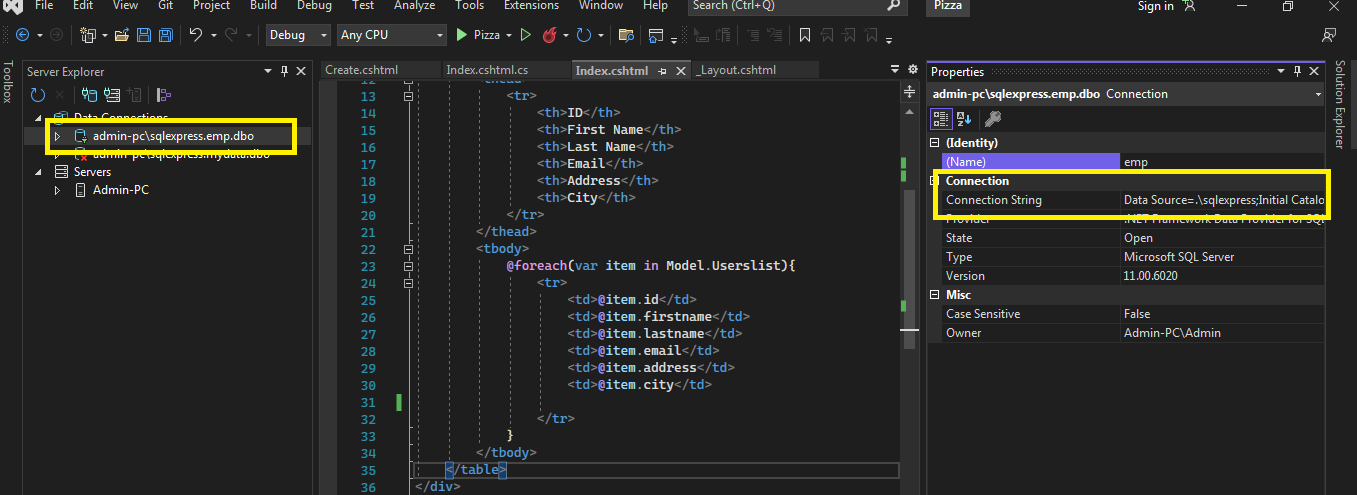 File Edit View Git Project Build Debug Test Analyze Tools Extensions Window Help Search (Ctrl+Q) Pizza Sign in
Debug Any CPU Pizza
Toolbox
Server Explorer
Data Connections
admin-pc\sqlexpress.emp.dbo
admin-pc\sqlexpress.mydata.dbo
Servers
Admin-PC
Create.cshtml Index.cshtml.cs Index.cshtml _Layout.cshtml
12 <thead
13 <tr>
14 <th>ID</th>
15 <th>First Name</th>
16 <th>Last Name</th>
17 <th>Email</th>
18 <th>Address</th>
19 <th>City</th>
20 </tr>
21 </thead>
22 <tbody>
23 @foreach(var item in Model.Userslist){
24 <tr>
25 <td>@item.id</td>
26 <td>@item.firstname</td>
27 <td>@item.lastname</td>
28 <td>@item.email</td>
29 <td>@item.address</td>
30 <td>@item.city</td>
31
32 </tr>
33 }
34 </tbody>
35 </table>
36 </div>
Properties
admin-pc\sqlexpress.emp.dbo Connection
(Identity)
(Name) emp
Connection
Connection String Data Source=.\sqlexpress;Initial Catalo
Provider .NET Framework Data Provider for SQL
State Open
Type Microsoft SQL Server
Version 11.00.6020
Misc
Case Sensitive False
Owner Admin-PC\Admin
Solution Explorer